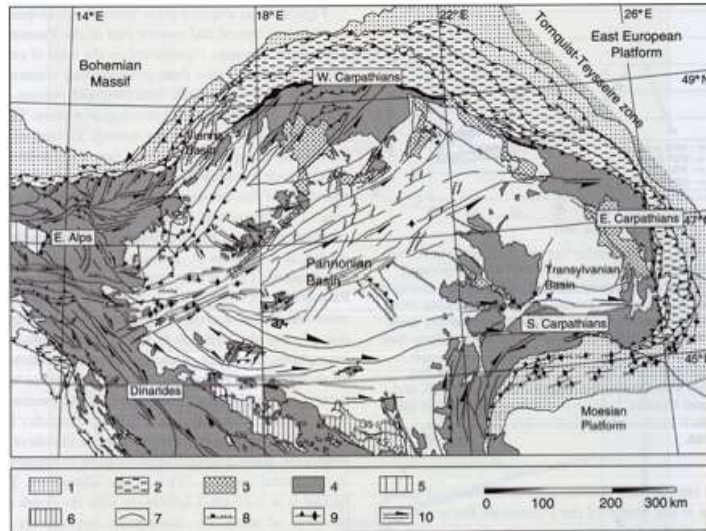 14° E
18° E
22° E
26° E
Tornquist-Teysseire zone
East European
Platform
Bohemian
Massif
49° N
W. Carpathians
Vienna
Basin
E. Carpathians
47° N
E. Alps
Pannonian
Basin
Transylvanian
Basin
S. Carpathians
45° N
Dinarides
Moesian
Platform
1 2 3 4 5
6 7 8 9 10
0 100 200 300 km